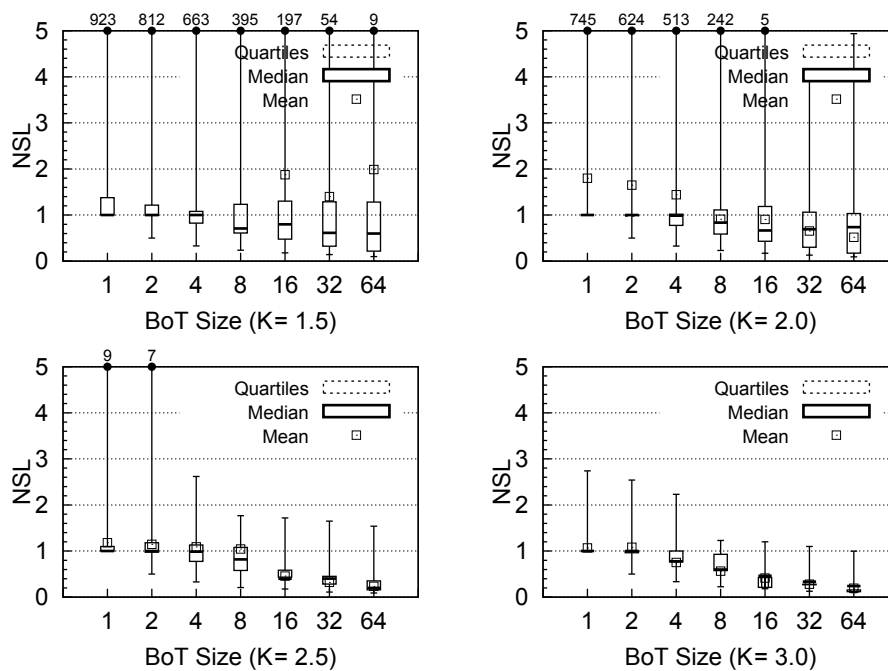 923 812 663 395 197 54 9
5
4
3
2
1
0
NSL
Quartiles
Median
Mean
1 2 4 8 16 32 64
BoT Size (K= 1.5)
745 624 513 242 5
5
4
3
2
1
0
NSL
Quartiles
Median
Mean
1 2 4 8 16 32 64
BoT Size (K= 2.0)
9 7
5
4
3
2
1
0
NSL
Quartiles
Median
Mean
1 2 4 8 16 32 64
BoT Size (K= 2.5)
5
4
3
2
1
0
NSL
Quartiles
Median
Mean
1 2 4 8 16 32 64
BoT Size (K= 3.0)